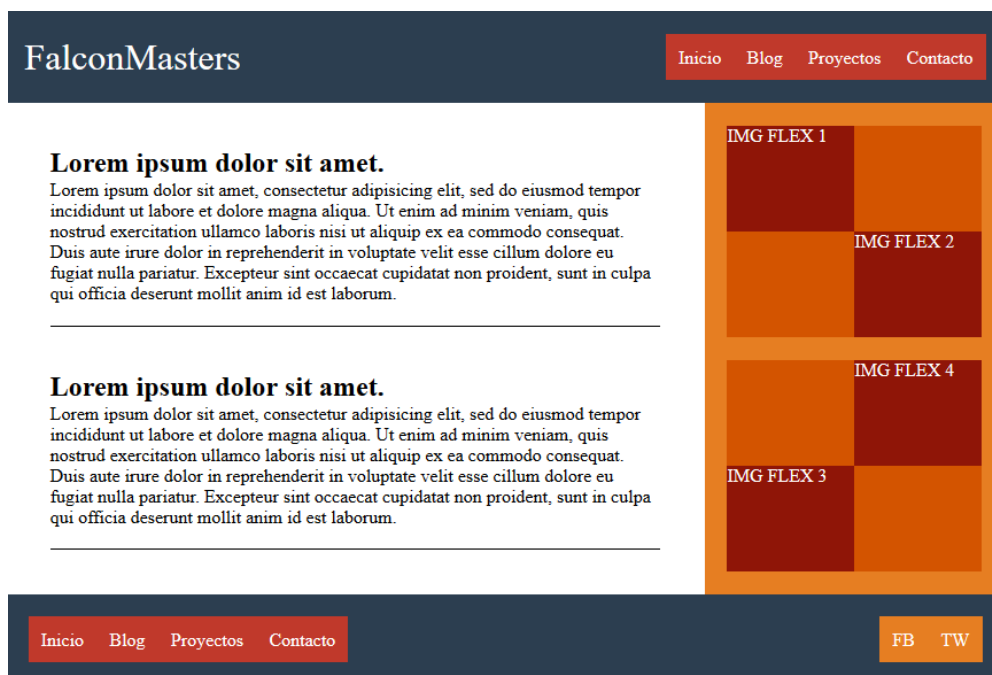 FalconMasters
Inicio Blog Proyectos Contacto
Lorem ipsum dolor sit amet.
Lorem ipsum dolor sit amet, consectetur adipisicing elit, sed do eiusmod tempor
incididunt ut labore et dolore magna aliqua. Ut enim ad minim veniam, quis
nostrud exercitation ullamco laboris nisi ut aliquip ex ea commodo consequat.
Duis aute irure dolor in reprehenderit in voluptate velit esse cillum dolore eu
fugiat nulla pariatur. Excepteur sint occaecat cupidatat non proident, sunt in culpa
qui officia deserunt mollit anim id est laborum.
Lorem ipsum dolor sit amet.
Lorem ipsum dolor sit amet, consectetur adipisicing elit, sed do eiusmod tempor
incididunt ut labore et dolore magna aliqua. Ut enim ad minim veniam, quis
nostrud exercitation ullamco laboris nisi ut aliquip ex ea commodo consequat.
Duis aute irure dolor in reprehenderit in voluptate velit esse cillum dolore eu
fugiat nulla pariatur. Excepteur sint occaecat cupidatat non proident, sunt in culpa
qui officia deserunt mollit anim id est laborum.
IMG FLEX 1
IMG FLEX 2
IMG FLEX 4
IMG FLEX 3
Inicio Blog Proyectos Contacto
FB TW